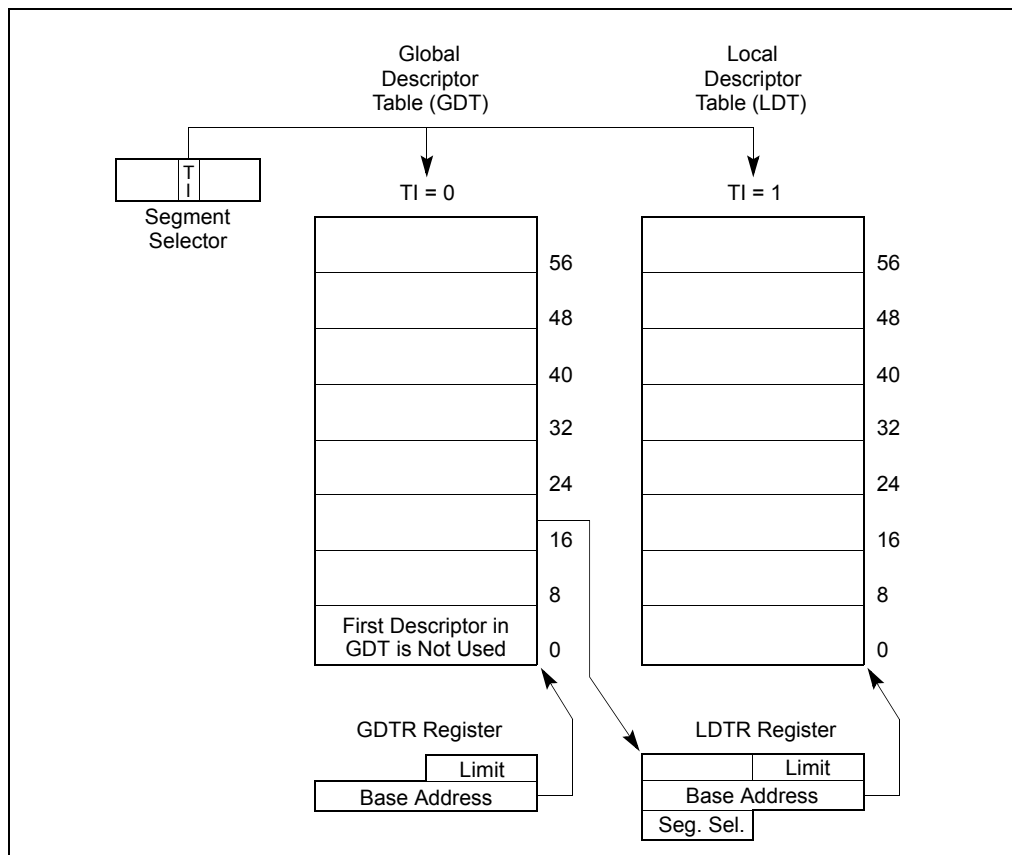 Global
Descriptor
Table (GDT)
Local
Descriptor
Table (LDT)
T
I
Segment
Selector
TI = 0
TI = 1
56
48
40
32
24
16
8
0
First Descriptor in
GDT is Not Used
56
48
40
32
24
16
8
0
GDTR Register
Limit
Base Address
LDTR Register
Limit
Base Address
Seg. Sel.